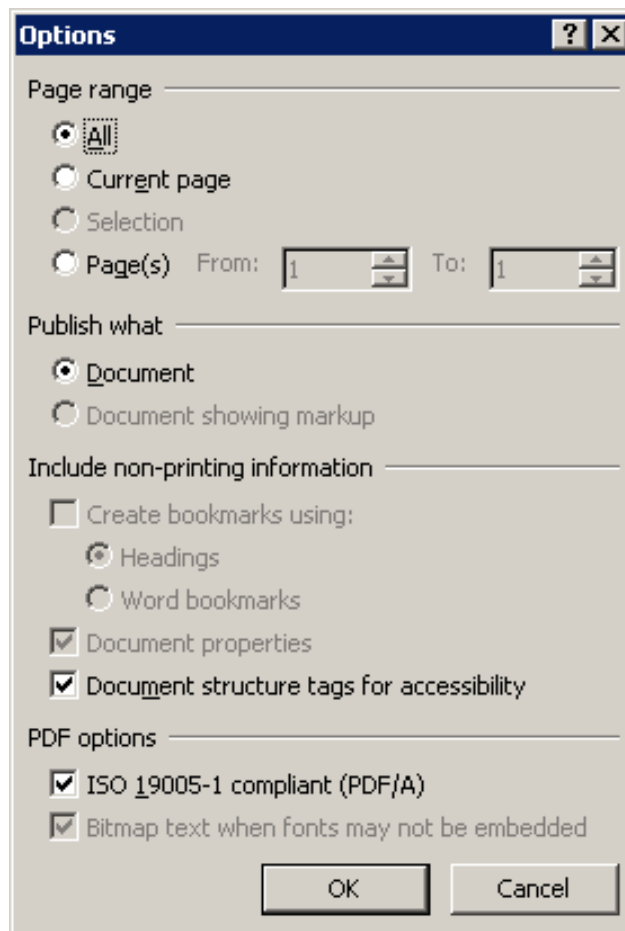 Options
Page range
All
Current page
Selection
Page(s) From: 1 To: 1
Publish what
Document
Document showing markup
Include non-printing information
Create bookmarks using:
Headings
Word bookmarks
Document properties
Document structure tags for accessibility
PDF options
ISO 19005-1 compliant (PDF/A)
Bitmap text when fonts may not be embedded
OK Cancel